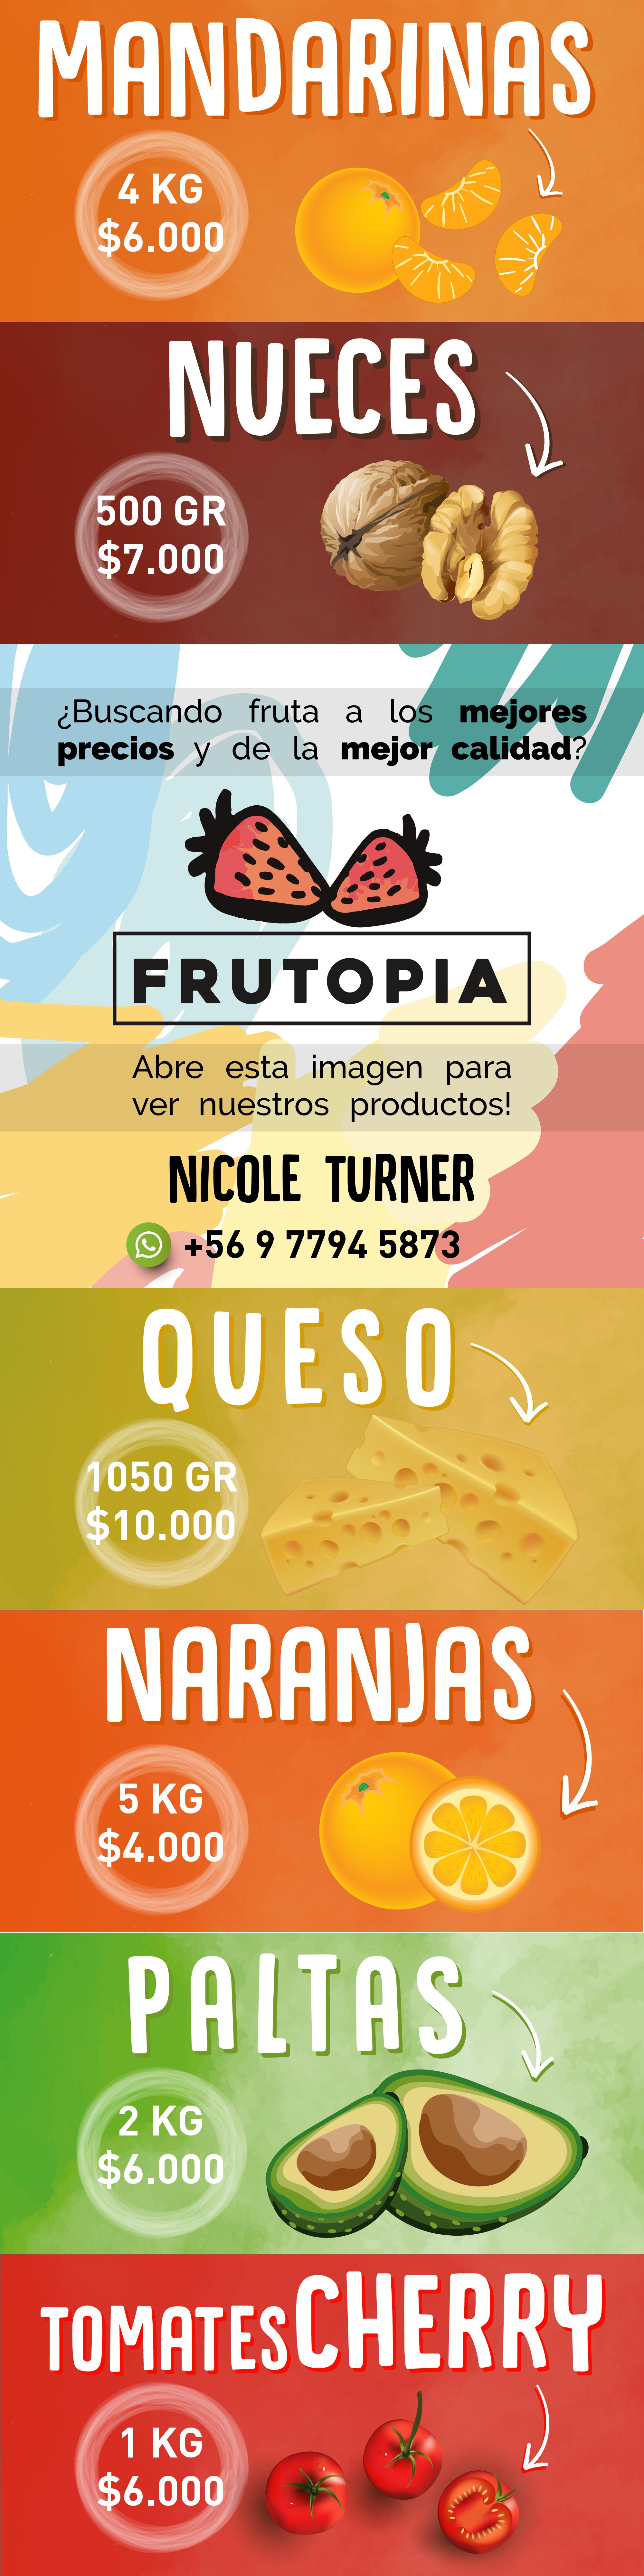 MANDARINAS
4 KG
$6.000
NUECES
500 GR
$7.000
¿Buscando fruta a los mejores
precios y de la mejor calidad?
FRUTOPIA
Abre esta imagen para
ver nuestros productos!
NICOLE TURNER
+56 9 7794 5873
QUESO
1050 GR
$10.000
NARANJAS
5 KG
$4.000
PALTAS
2 KG
$6.000
TOMATES CHERRY
1 KG
$6.000